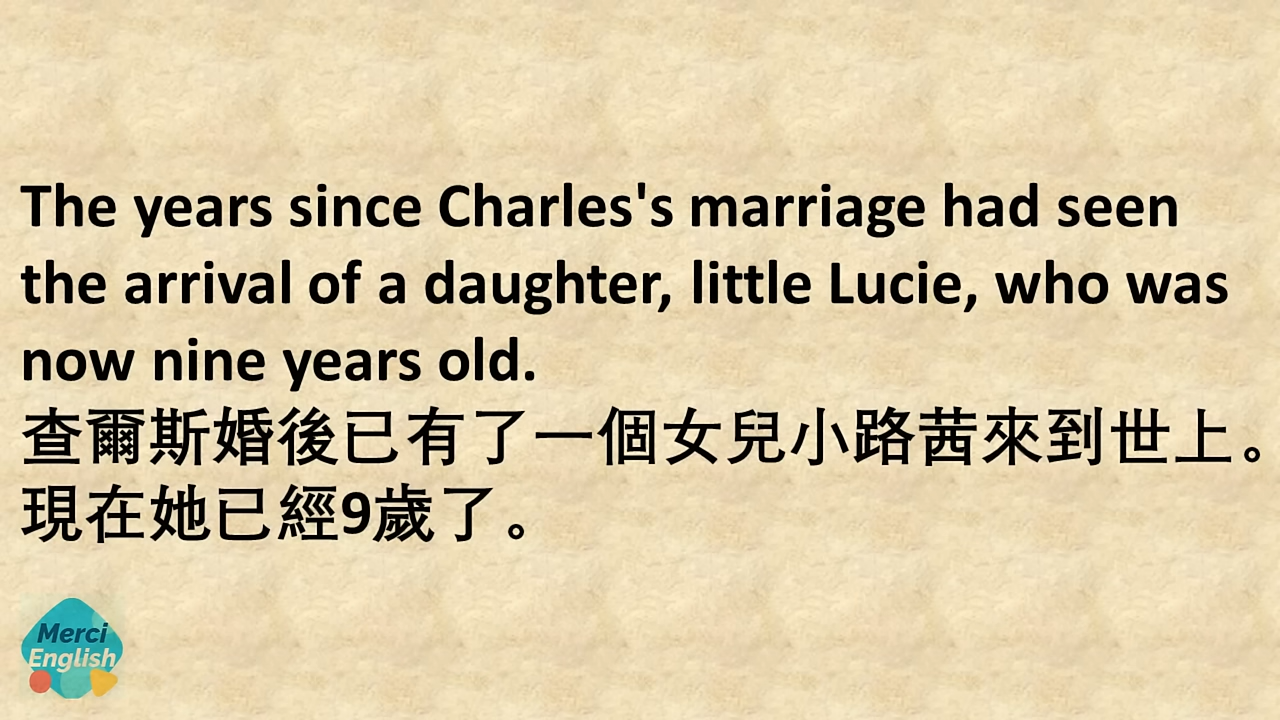 The years since Charles's marriage had seen
the arrival of a daughter, little Lucie, who was
now nine years old.
查爾斯婚後已有了一個女兒小路茜來到世上。
現在她已經9歲了。
Merci
English